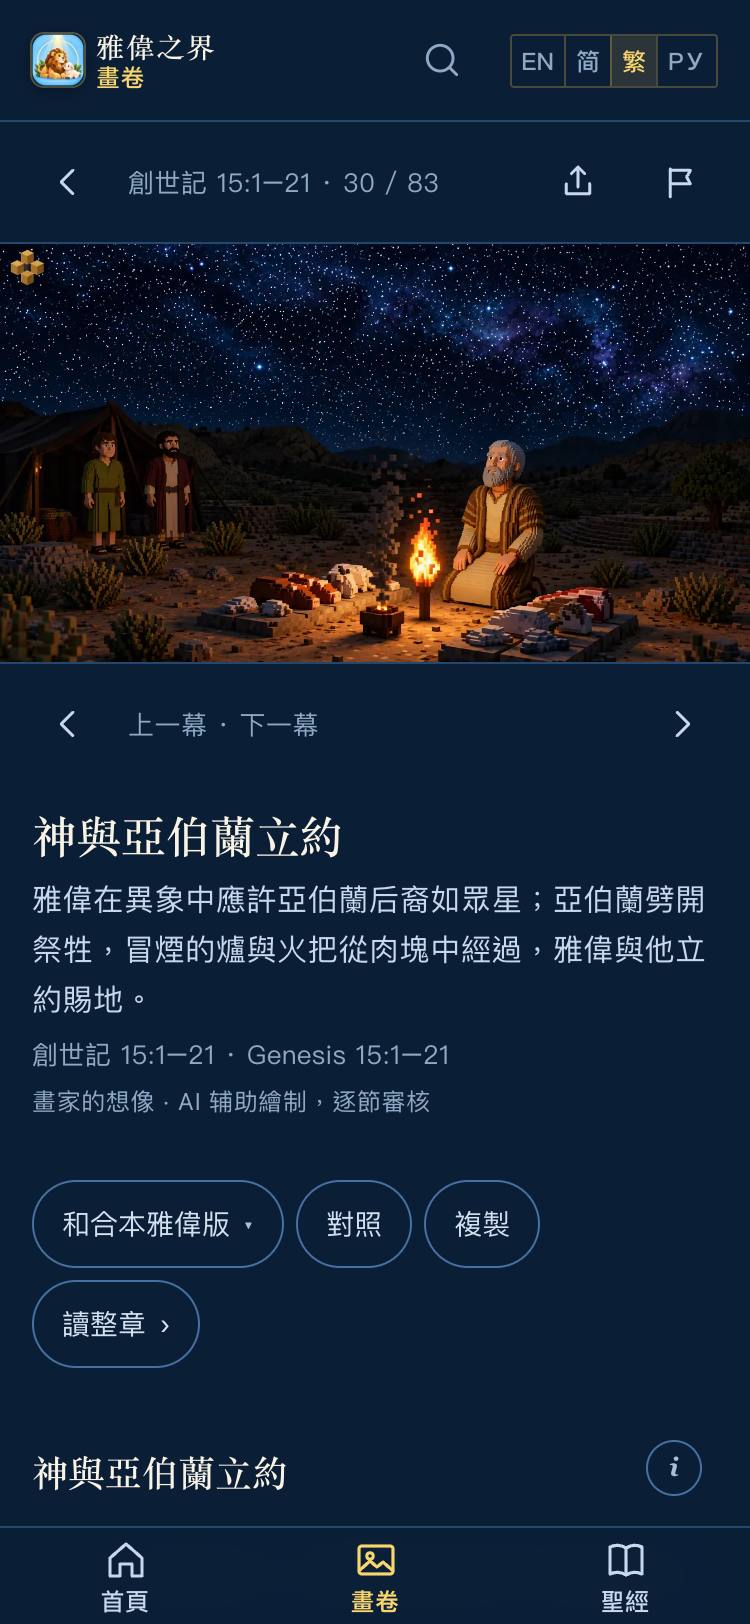 雅偉之界
畫卷
EN 简 繁 РУ
創世記 15:1–21 · 30 / 83
上一幕 · 下一幕
神與亞伯蘭立約
雅偉在異象中應許亞伯蘭后裔如眾星；亞伯蘭劈開
祭牲，冒煙的爐與火把從肉塊中經過，雅偉與他立
約賜地。
創世記 15:1–21 · Genesis 15:1–21
畫家的想像 · AI 辅助繪制，逐節審核
和合本雅偉版 ▾ 對照 複製
讀整章 ›
神與亞伯蘭立約 i
首頁 畫卷 聖經